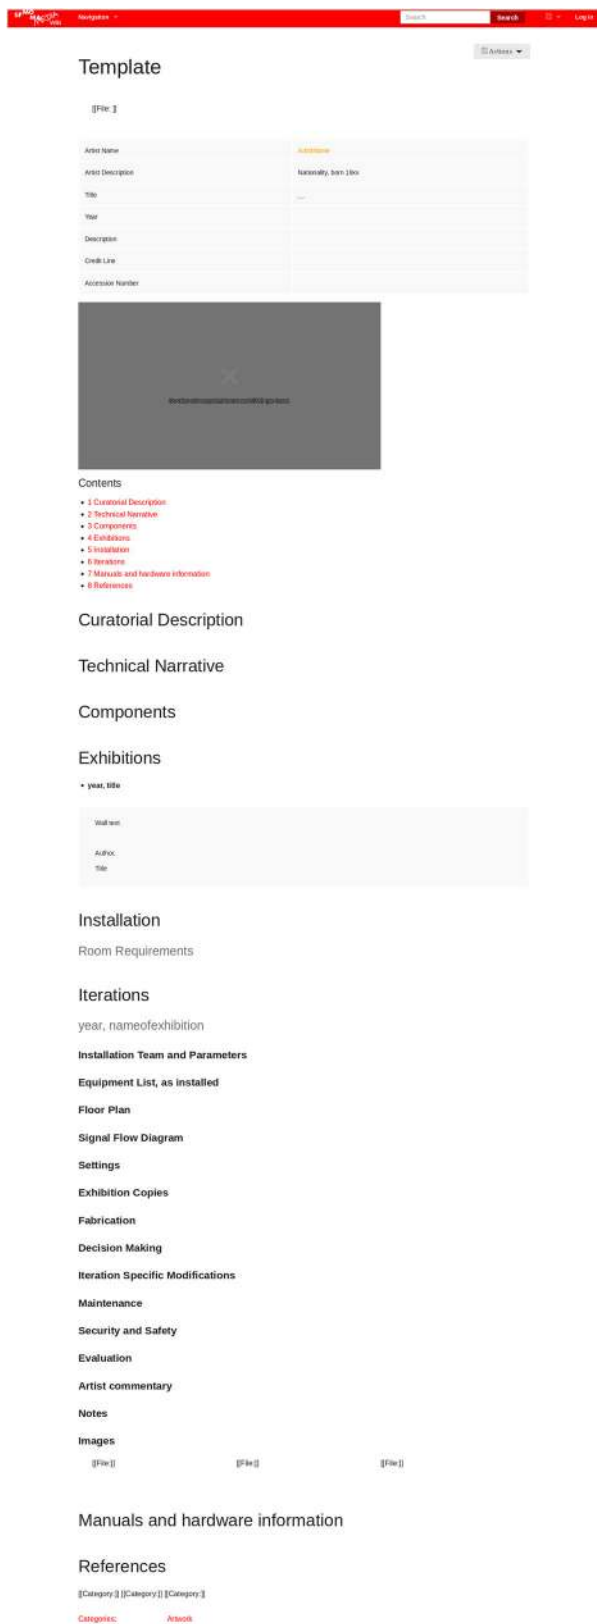 SFMOMA MEDIA Wiki Navigation Search Search Log in
Template
Actions
[[File: ]]
Artist Name
Artist Description Nationality, born 19xx
Title __
Year
Description
Credit Line
Accession Number
Contents
1 Curatorial Description
2 Technical Narrative
3 Components
4 Exhibitions
5 Installation
6 Iterations
7 Manuals and hardware information
8 References
Curatorial Description
Technical Narrative
Components
Exhibitions
year, title
Wall text
Author,
Title
Installation
Room Requirements
Iterations
year, nameofexhibition
Installation Team and Parameters
Equipment List, as installed
Floor Plan
Signal Flow Diagram
Settings
Exhibition Copies
Fabrication
Decision Making
Iteration Specific Modifications
Maintenance
Security and Safety
Evaluation
Artist commentary
Notes
Images
[[File:]] [[File:]] [[File:]]
Manuals and hardware information
References
[[Category:]] [[Category:]] [[Category:]]
Categories: Artwork